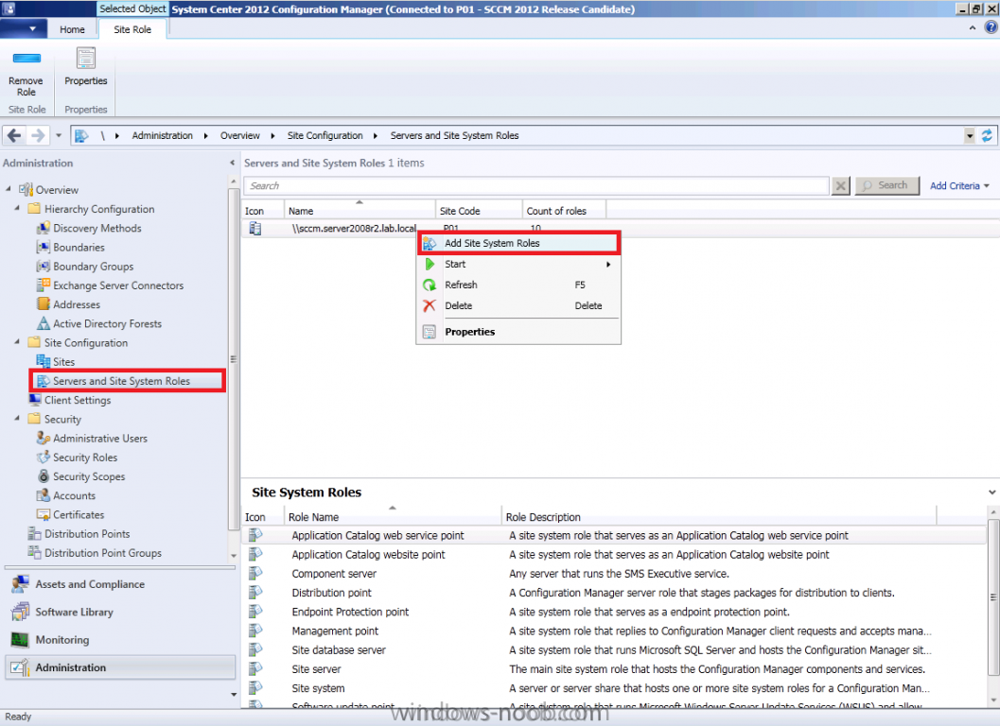 Selected Object System Center 2012 Configuration Manager (Connected to P01 - SCCM 2012 Release Candidate)
Home Site Role
Remove Role
Properties
Site Role
Properties
\ Administration Overview Site Configuration Servers and Site System Roles
Administration
Overview
Hierarchy Configuration
Discovery Methods
Boundaries
Boundary Groups
Exchange Server Connectors
Addresses
Active Directory Forests
Site Configuration
Sites
Servers and Site System Roles
Client Settings
Security
Administrative Users
Security Roles
Security Scopes
Accounts
Certificates
Distribution Points
Distribution Point Groups
Assets and Compliance
Software Library
Monitoring
Administration
Servers and Site System Roles 1 items
Search Search Add Criteria
Icon Name Site Code Count of roles
\\sccm.server2008r2.lab.local P01 10
Add Site System Roles
Start
Refresh F5
Delete Delete
Properties
Site System Roles
Icon Role Name Role Description
Application Catalog web service point A site system role that serves as an Application Catalog web service point
Application Catalog website point A site system role that serves as an Application Catalog website point
Component server Any server that runs the SMS Executive service.
Distribution point A Configuration Manager server role that stages packages for distribution to clients.
Endpoint Protection point A site system role that serves as a endpoint protection point.
Management point A site system role that replies to Configuration Manager client requests and accepts mana...
Site database server A site system role that runs Microsoft SQL Server and hosts the Configuration Manager sit...
Site server The main site system role that hosts the Configuration Manager components and services.
Site system A server or server share that hosts one or more site system roles for a Configuration Man...
Software update point A site system role that runs Microsoft Windows Server Update Services (WSUS) and allow
windows-noob.com
Ready